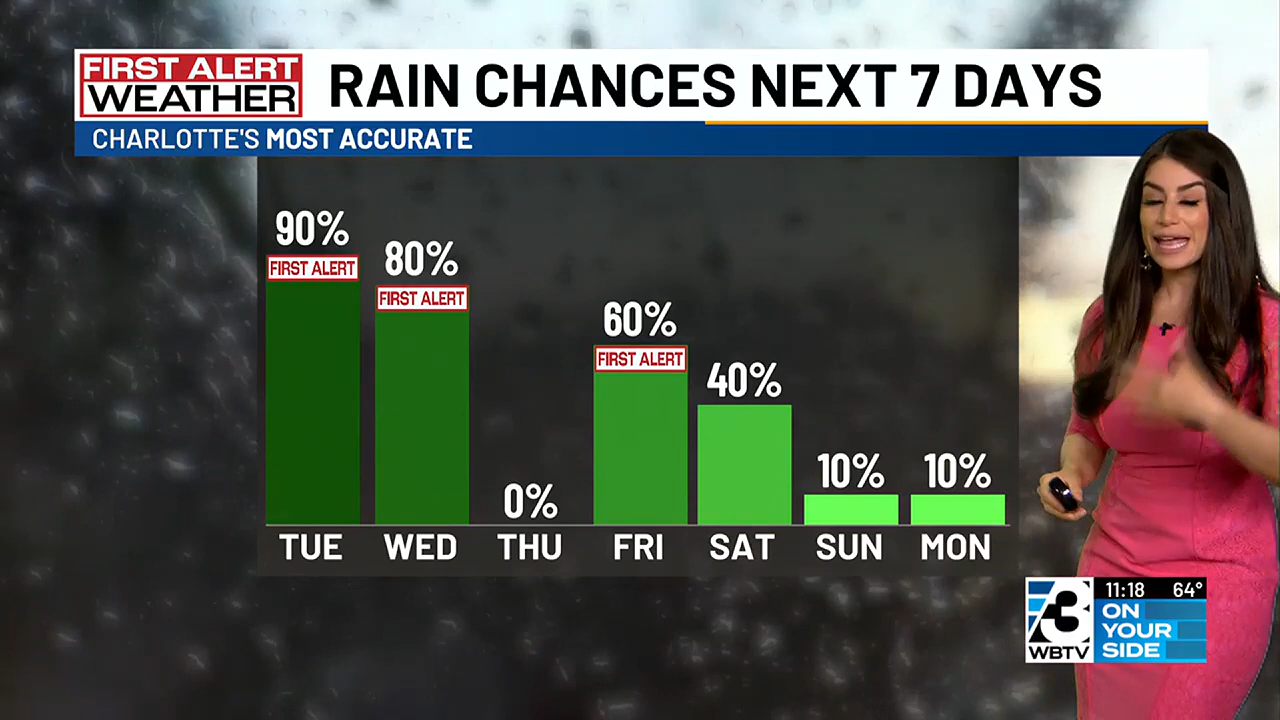 FIRST ALERT
WEATHER
RAIN CHANCES NEXT 7 DAYS
CHARLOTTE'S MOST ACCURATE
90%
FIRST ALERT
80%
FIRST ALERT
0%
60%
FIRST ALERT
40%
10%
10%
TUE WED THU FRI SAT SUN MON
3
WBTV
11:18 64°
ON
YOUR
SIDE